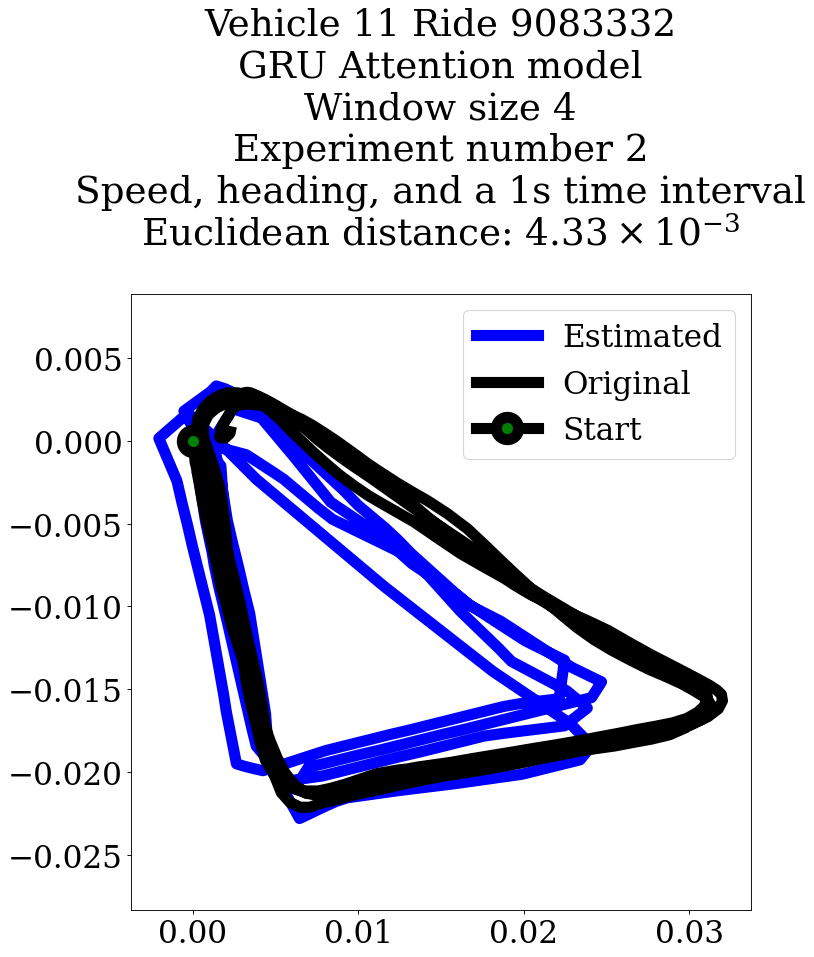 Vehicle 11 Ride 9083332
GRU Attention model
Window size 4
Experiment number 2
Speed, heading, and a 1s time interval
Euclidean distance: 4.33 × 10⁻³
Estimated
Original
Start
0.005
0.000
−0.005
−0.010
−0.015
−0.020
−0.025
0.00 0.01 0.02 0.03